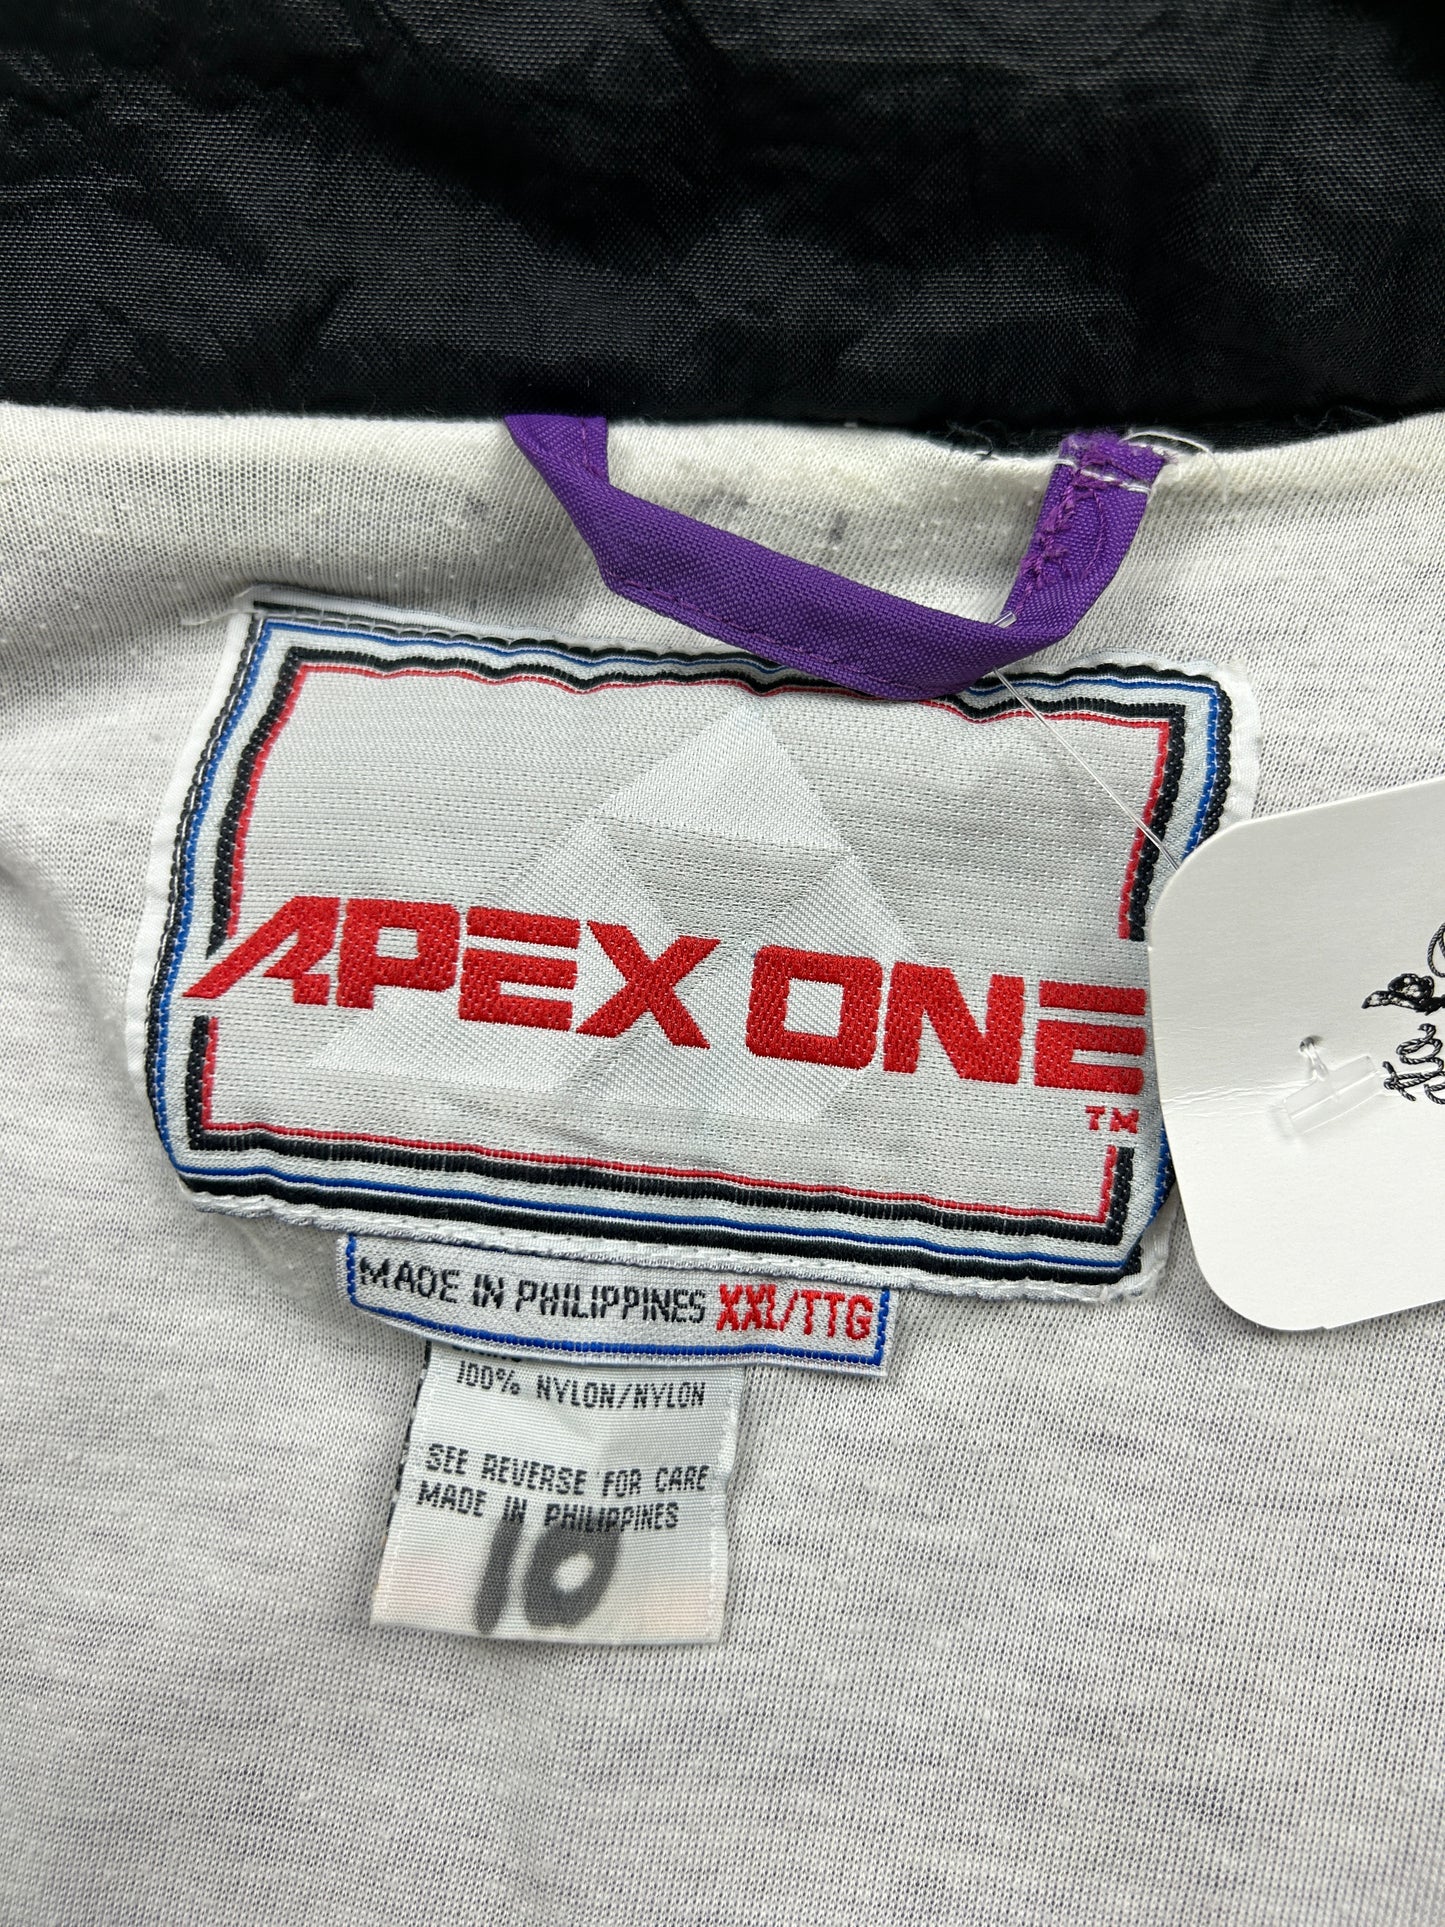 APEX ONE
TM
MADE IN PHILIPPINES XXL/TTG
100% NYLON/NYLON
SEE REVERSE FOR CARE
MADE IN PHILIPPINES
10